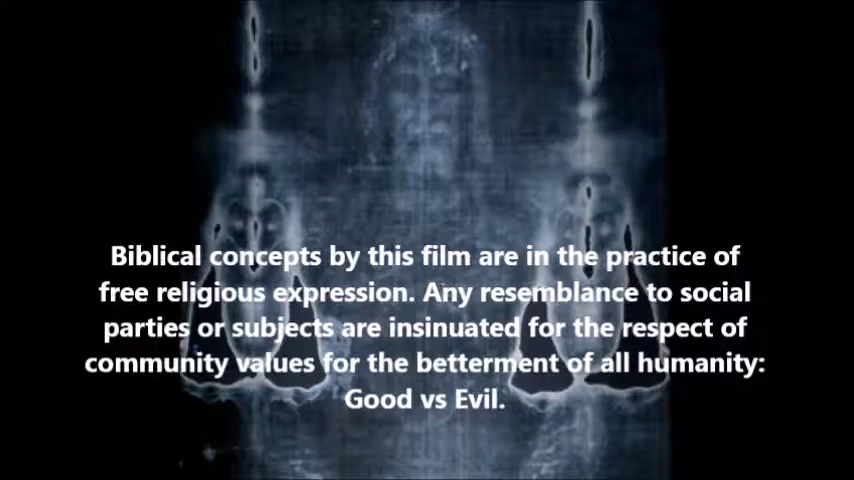 Biblical concepts by this film are in the practice of
free religious expression. Any resemblance to social
parties or subjects are insinuated for the respect of
community values for the betterment of all humanity:
Good vs Evil.